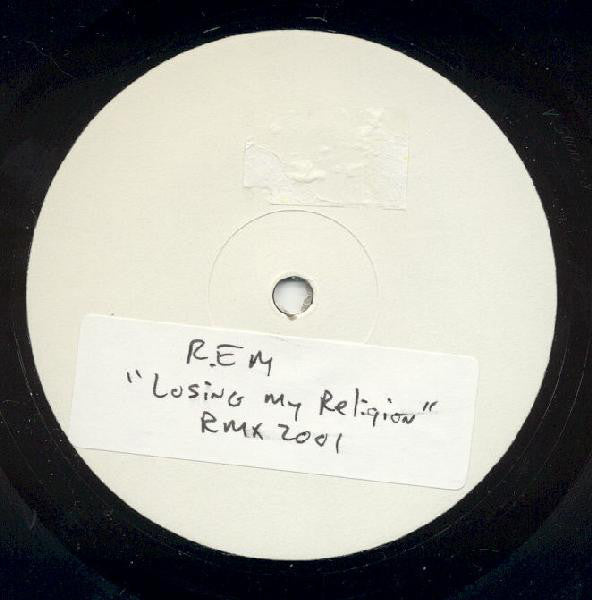 R.E M
"Losing my Religion"
RMX 2001